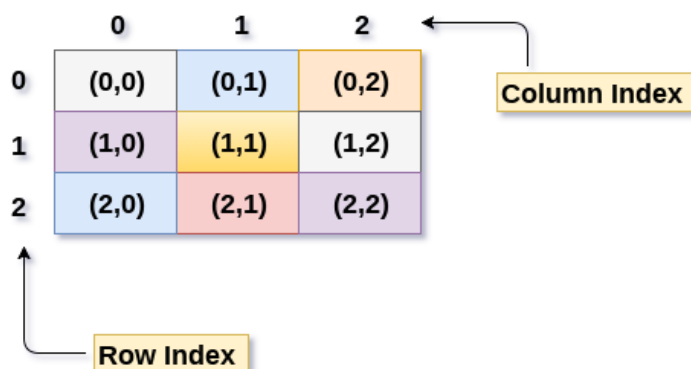 0 1 2
Column Index
0 (0,0) (0,1) (0,2)
1 (1,0) (1,1) (1,2)
2 (2,0) (2,1) (2,2)
Row Index